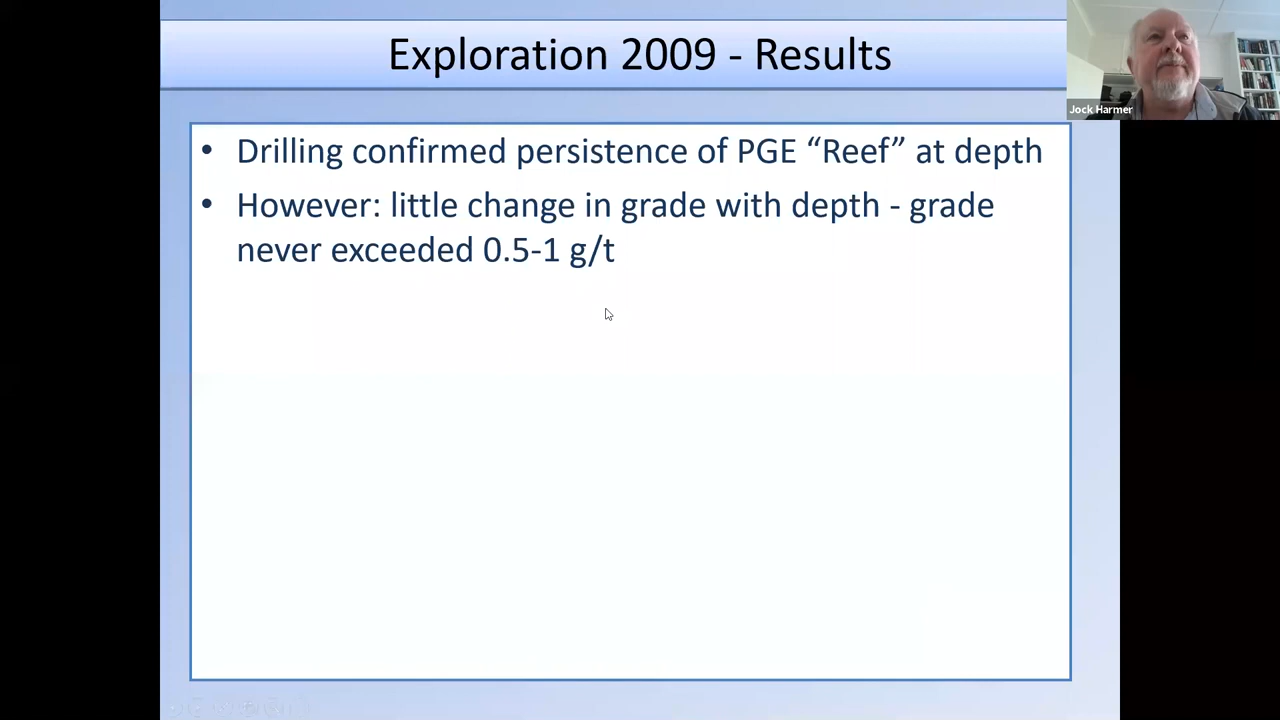 Exploration 2009 - Results
Jock Harmer
• Drilling confirmed persistence of PGE “Reef” at depth
• However: little change in grade with depth - grade
never exceeded 0.5-1 g/t